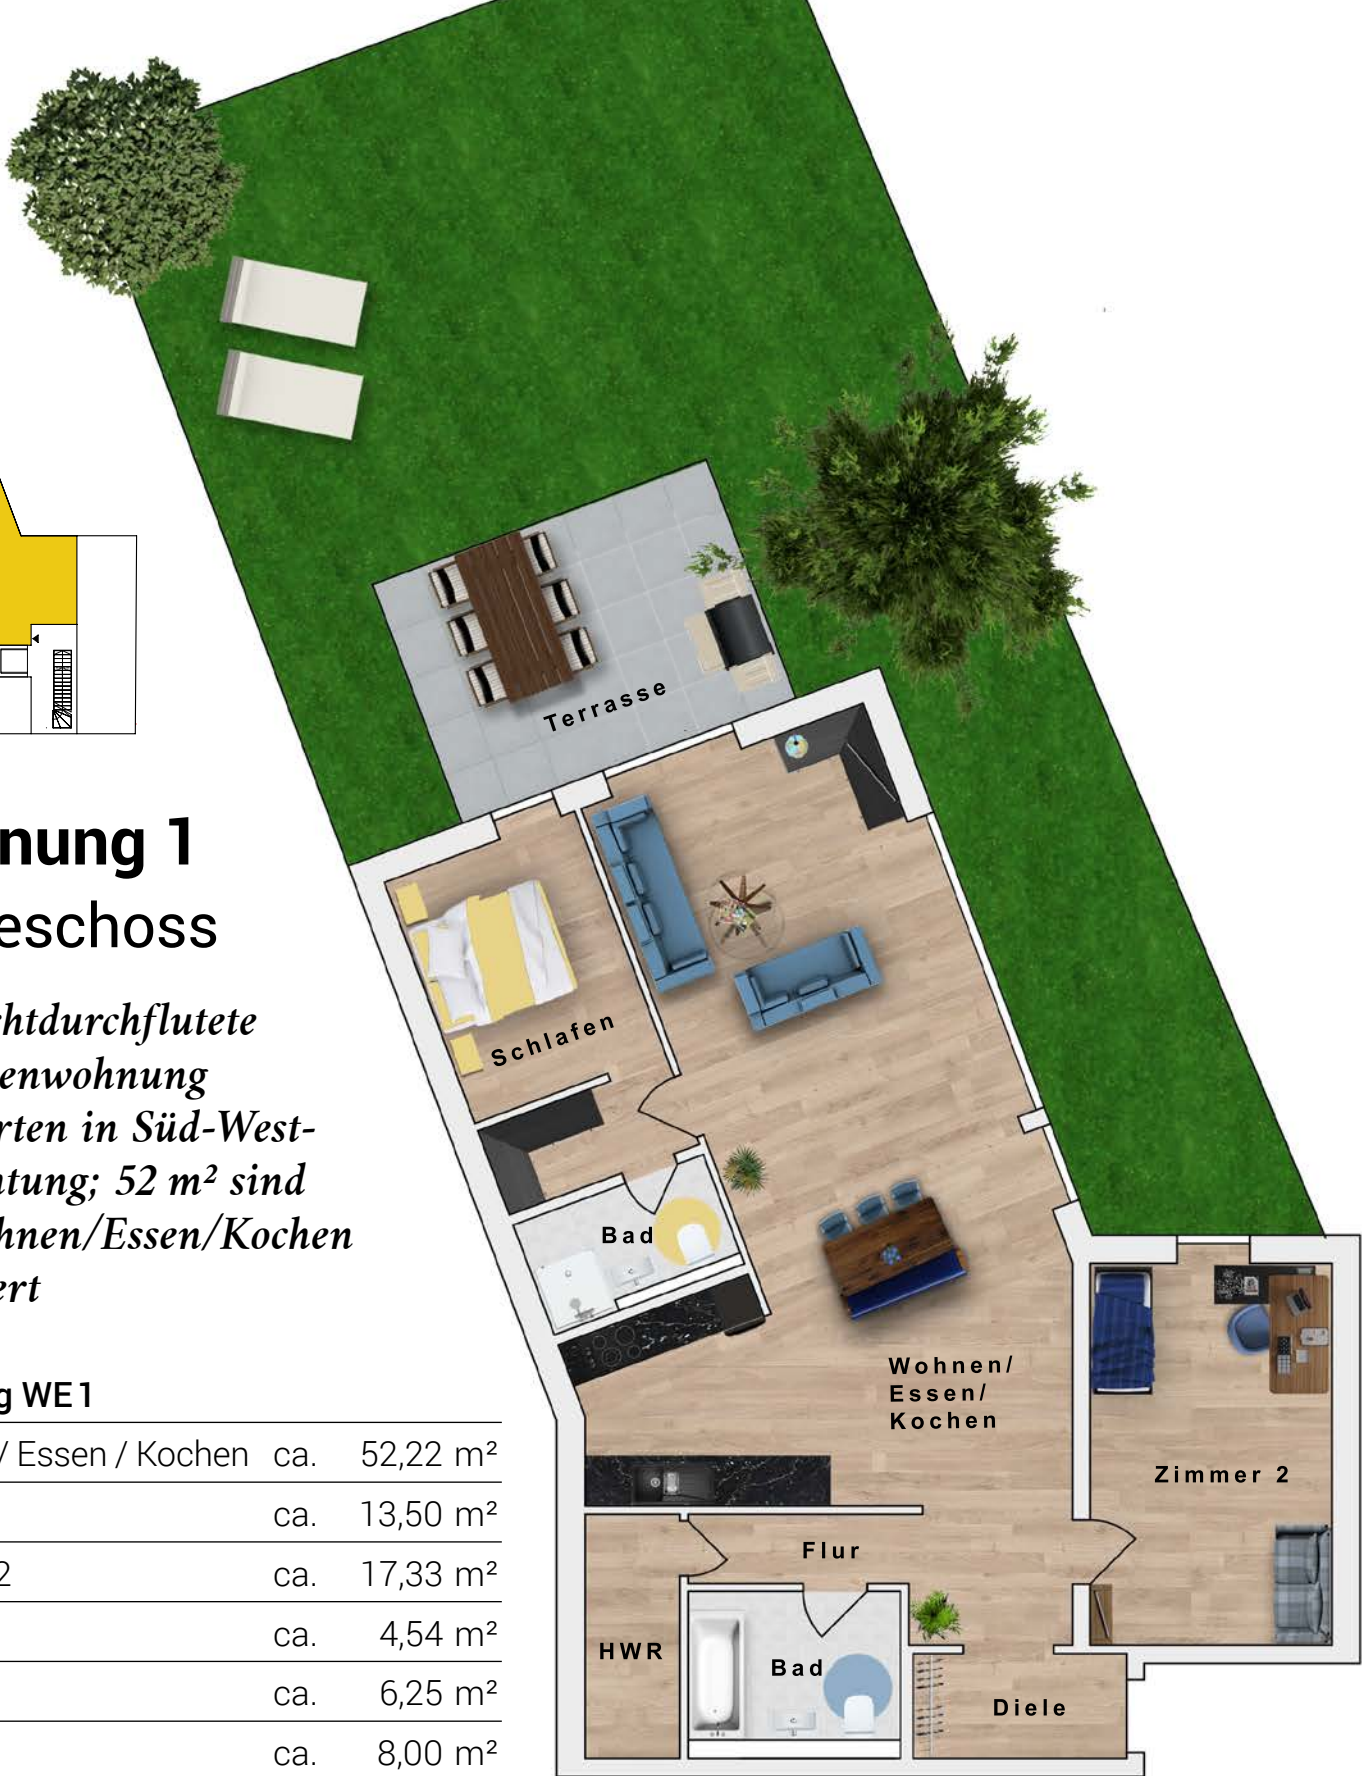 Terrasse
Schlafen
Bad
Wohnen/
Essen/
Kochen
Zimmer 2
Flur
HWR
Bad
Diele
nung 1
eschoss
chtdurchflutete
enwohnung
rten in Süd-West-
htung; 52 m² sind
hnen/Essen/Kochen
ert
g WE 1
/ Essen / Kochen ca. 52,22 m²
ca. 13,50 m²
2 ca. 17,33 m²
ca. 4,54 m²
ca. 6,25 m²
ca. 8,00 m²